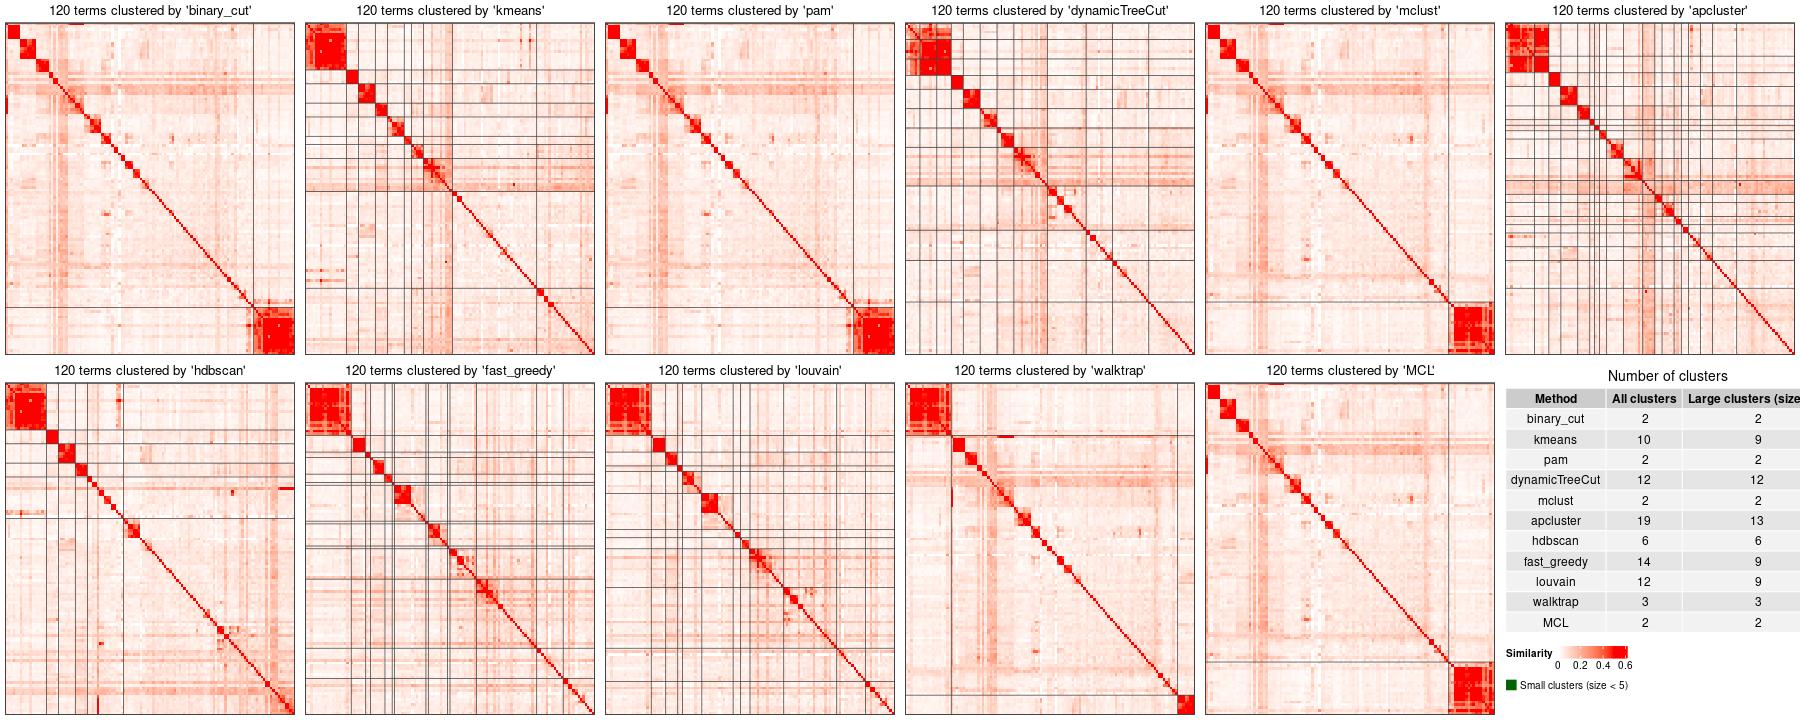 120 terms clustered by 'binary_cut'
120 terms clustered by 'kmeans'
120 terms clustered by 'pam'
120 terms clustered by 'dynamicTreeCut'
120 terms clustered by 'mclust'
120 terms clustered by 'apcluster'
120 terms clustered by 'hdbscan'
120 terms clustered by 'fast_greedy'
120 terms clustered by 'louvain'
120 terms clustered by 'walktrap'
120 terms clustered by 'MCL'
Number of clusters
Method All clusters Large clusters (size
binary_cut 2 2
kmeans 10 9
pam 2 2
dynamicTreeCut 12 12
mclust 2 2
apcluster 19 13
hdbscan 6 6
fast_greedy 14 9
louvain 12 9
walktrap 3 3
MCL 2 2
Similarity
0 0.2 0.4 0.6
Small clusters (size < 5)